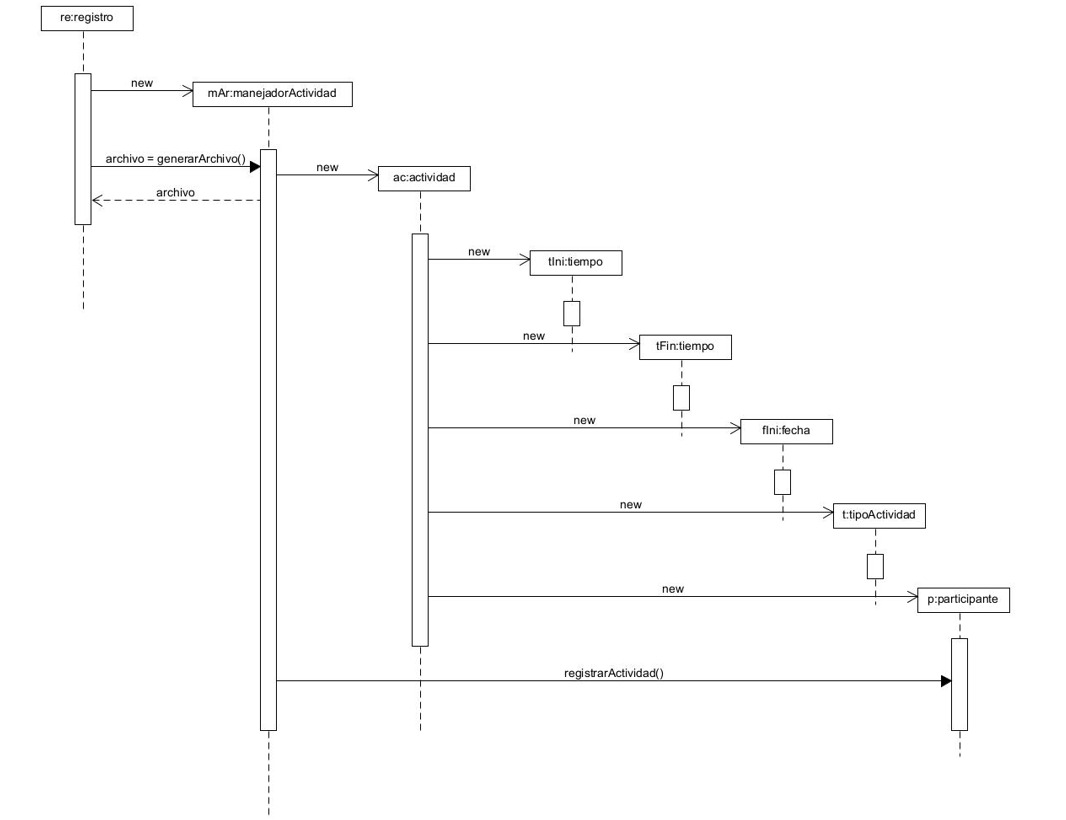 re:registro
new
mAr:manejadorActividad
archivo = generarArchivo()
new
ac:actividad
archivo
new
tIni:tiempo
new
tFin:tiempo
new
fIni:fecha
new
t:tipoActividad
new
p:participante
registrarActividad()